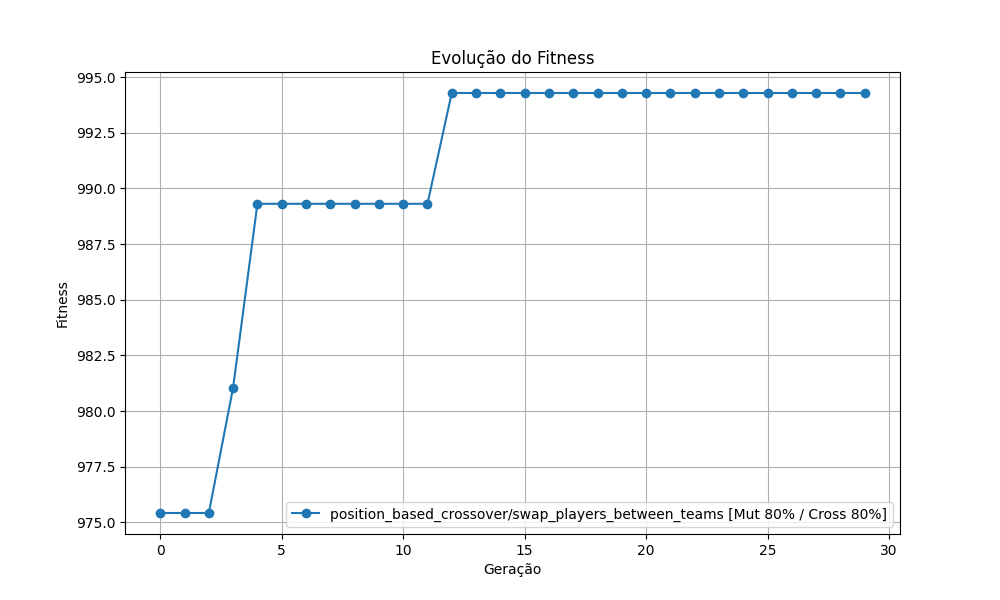 Evolução do Fitness
Fitness
995.0
992.5
990.0
987.5
985.0
982.5
980.0
977.5
975.0
position_based_crossover/swap_players_between_teams [Mut 80% / Cross 80%]
0 5 10 15 20 25 30
Geração